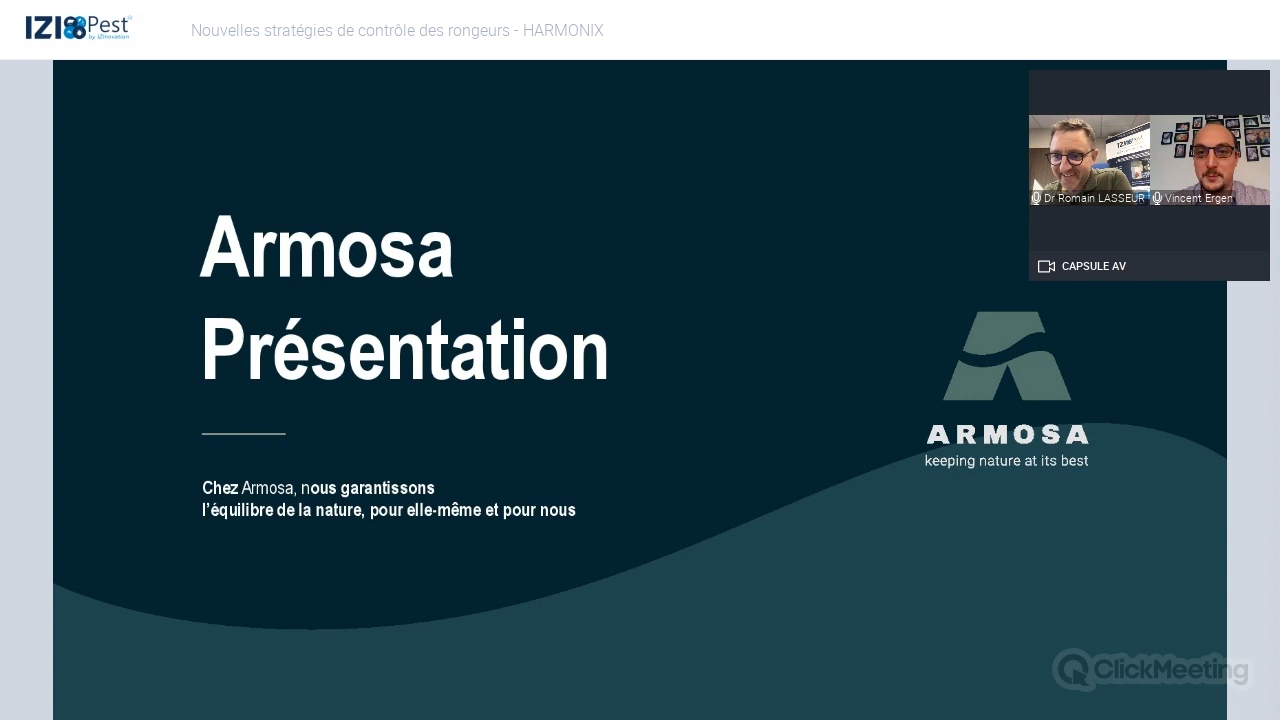 IZI Pest
by IZInovation
Nouvelles stratégies de contrôle des rongeurs - HARMONIX
Dr Romain LASSEUR
Vincent Ergen
CAPSULE AV
Armosa
Présentation
ARMOSA
keeping nature at its best
Chez Armosa, nous garantissons
l'équilibre de la nature, pour elle-même et pour nous
ClickMeeting